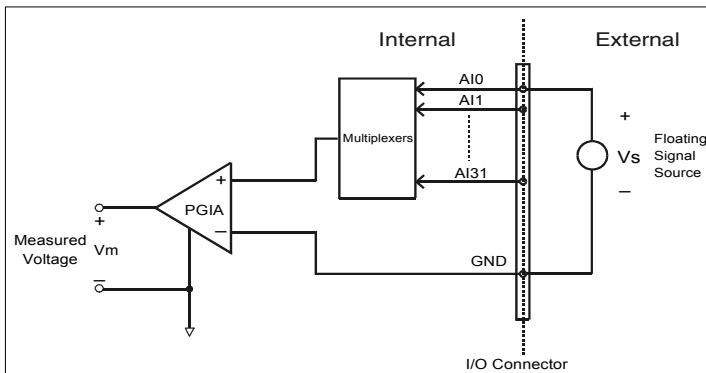 Internal
External
AI0
AI1
Multiplexers
AI31
+
PGIA
−
+
Measured
Voltage
Vm
−
GND
+
Vs
−
Floating
Signal
Source
I/O Connector